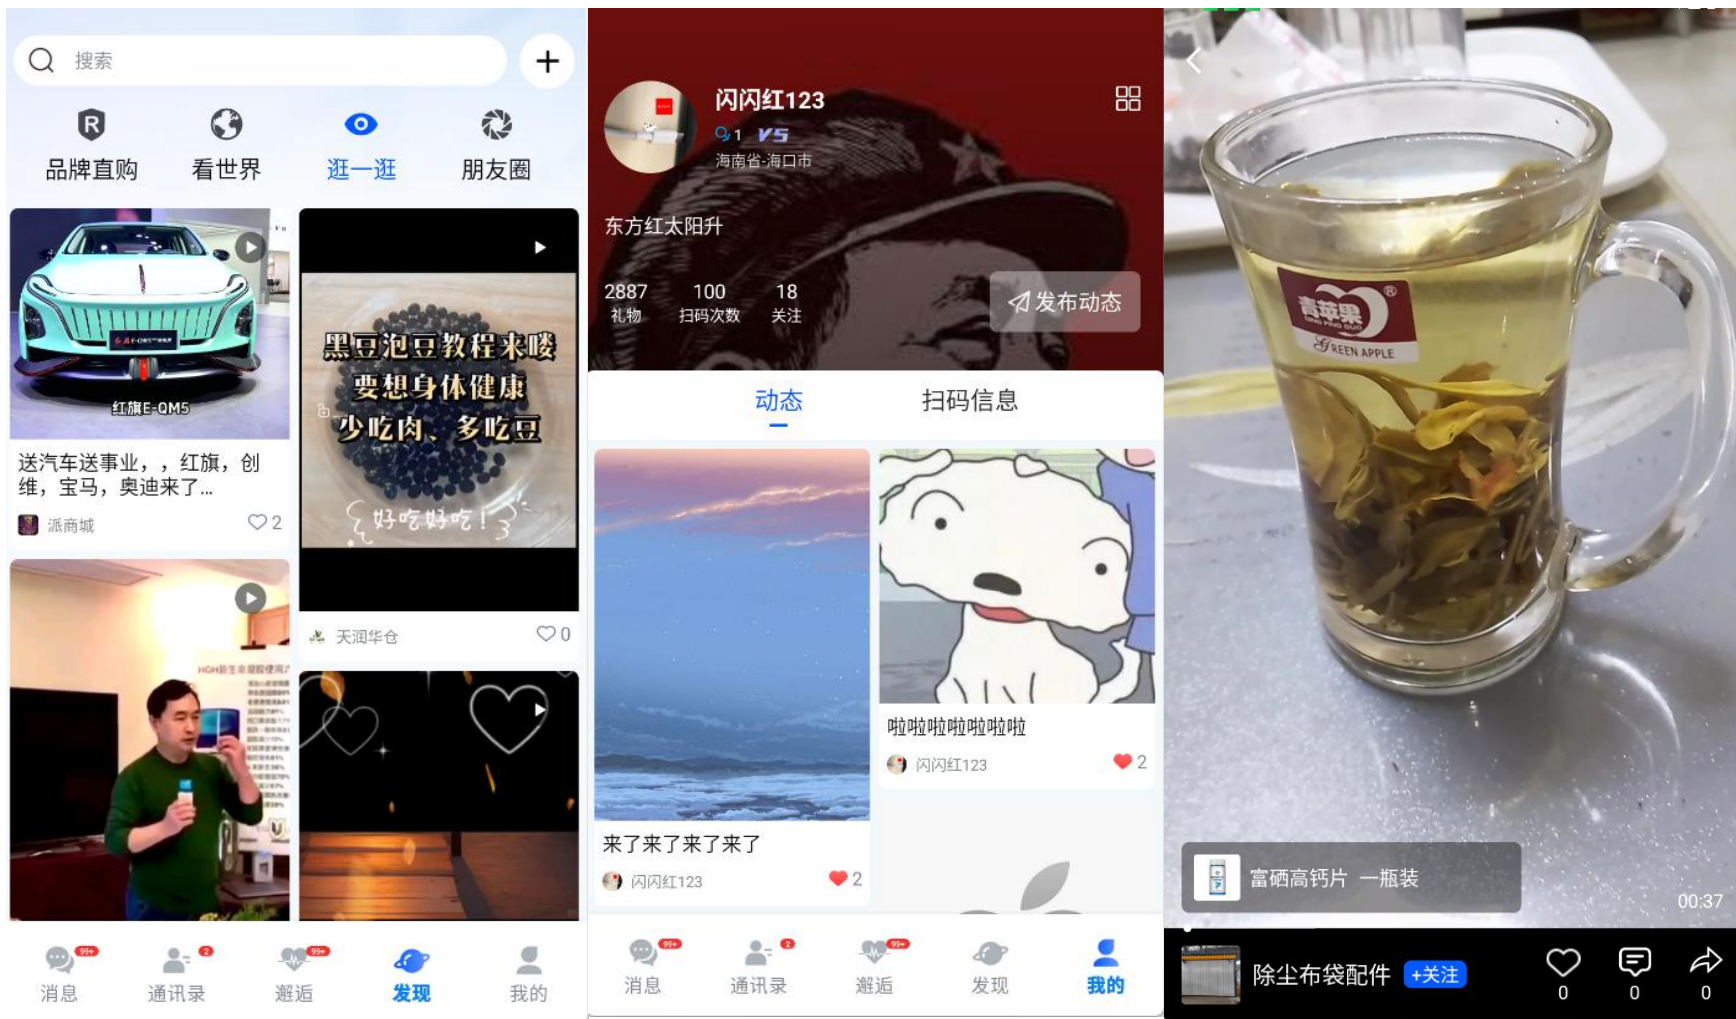 搜索
品牌直购
看世界
逛一逛
朋友圈
红旗E-QM5
送汽车送事业，，红旗，创
维，宝马，奥迪来了...
派商城
2
黑豆泡豆教程来喽
要想身体健康
少吃肉、多吃豆
好吃好吃！
天润华仓
0
99+
2
99+
消息
通讯录
邂逅
发现
我的
闪闪红123
1 V5
海南省-海口市
东方红太阳升
2887
礼物
100
扫码次数
18
关注
发布动态
动态
扫码信息
来了来了来了来了
闪闪红123
2
啦啦啦啦啦啦啦
闪闪红123
2
99+
2
99+
消息
通讯录
邂逅
发现
我的
青苹果®
QING PING GUO
GREEN APPLE
富硒高钙片 一瓶装
00:37
除尘布袋配件
+关注
0
0
0